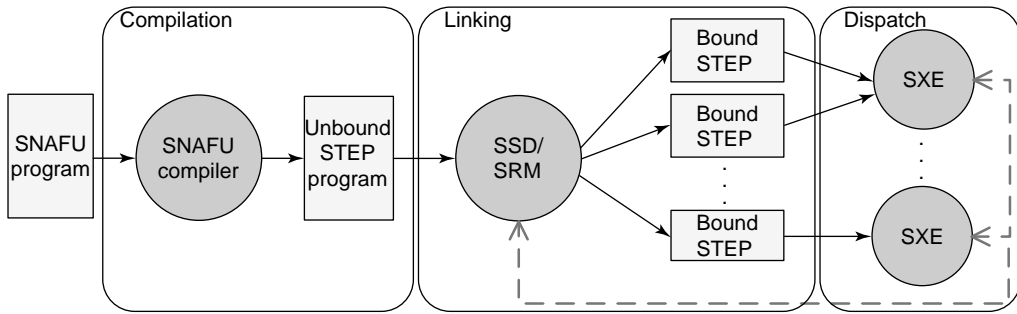 Compilation
Linking
Dispatch
SNAFU
program
SNAFU
compiler
Unbound
STEP
program
SSD/
SRM
Bound
STEP
Bound
STEP
Bound
STEP
SXE
SXE